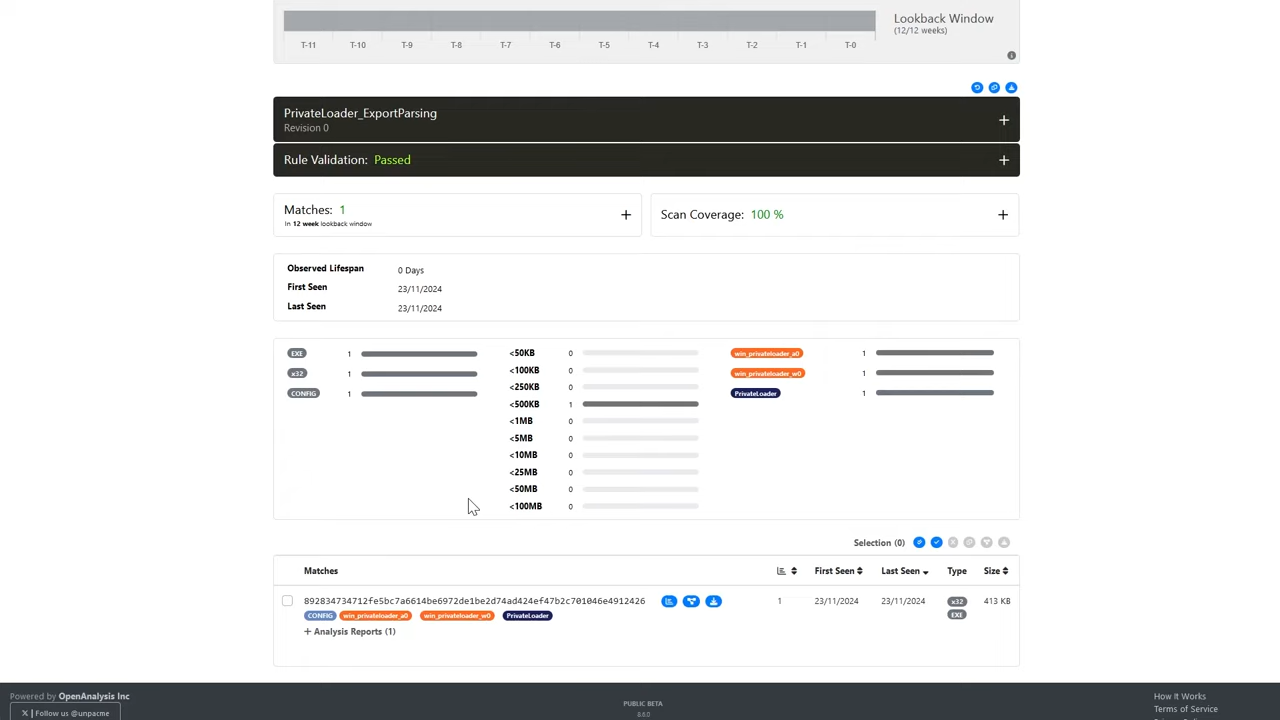 Lookback Window
(12/12 weeks)
T-11 T-10 T-9 T-8 T-7 T-6 T-5 T-4 T-3 T-2 T-1 T-0
PrivateLoader_ExportParsing
Revision 0
Rule Validation: Passed
Matches: 1
In 12 week lookback window
Scan Coverage: 100 %
Observed Lifespan 0 Days
First Seen 23/11/2024
Last Seen 23/11/2024
EXE 1
x32 1
CONFIG 1
<50KB 0
<100KB 0
<250KB 0
<500KB 1
<1MB 0
<5MB 0
<10MB 0
<25MB 0
<50MB 0
<100MB 0
win_privateloader_a0 1
win_privateloader_w0 1
PrivateLoader 1
Selection (0)
Matches First Seen Last Seen Type Size
892834734712fe5bc7a6614be6972de1be2d74ad424ef47b2c701046e4912426 1 23/11/2024 23/11/2024 x32 413 KB
CONFIG win_privateloader_a0 win_privateloader_w0 PrivateLoader EXE
+ Analysis Reports (1)
Powered by OpenAnalysis Inc
X | Follow us @unpacme
PUBLIC BETA
8.6.0
How It Works
Terms of Service